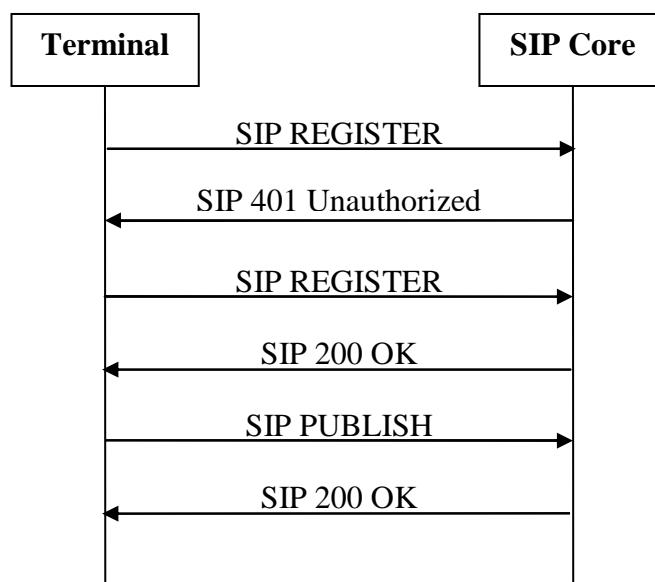 Terminal
SIP Core
SIP REGISTER
SIP 401 Unauthorized
SIP REGISTER
SIP 200 OK
SIP PUBLISH
SIP 200 OK